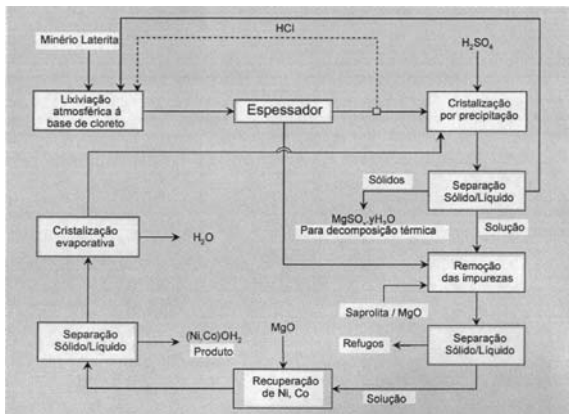 HCl
Minério Laterita
H₂SO₄
Lixiviação
atmosférica á
base de cloreto
Espessador
Cristalização
por precipitação
Sólidos
Separação
Sólido/Líquido
MgSO₄.yH₂O
Para decomposição térmica
Solução
Cristalização
evaporativa
H₂O
Remoção
das impurezas
Saprolita / MgO
Separação
Sólido/Líquido
(Ni,Co)OH₂
Produto
MgO
Refugos
Separação
Sólido/Líquido
Recuperação
de Ni, Co
Solução